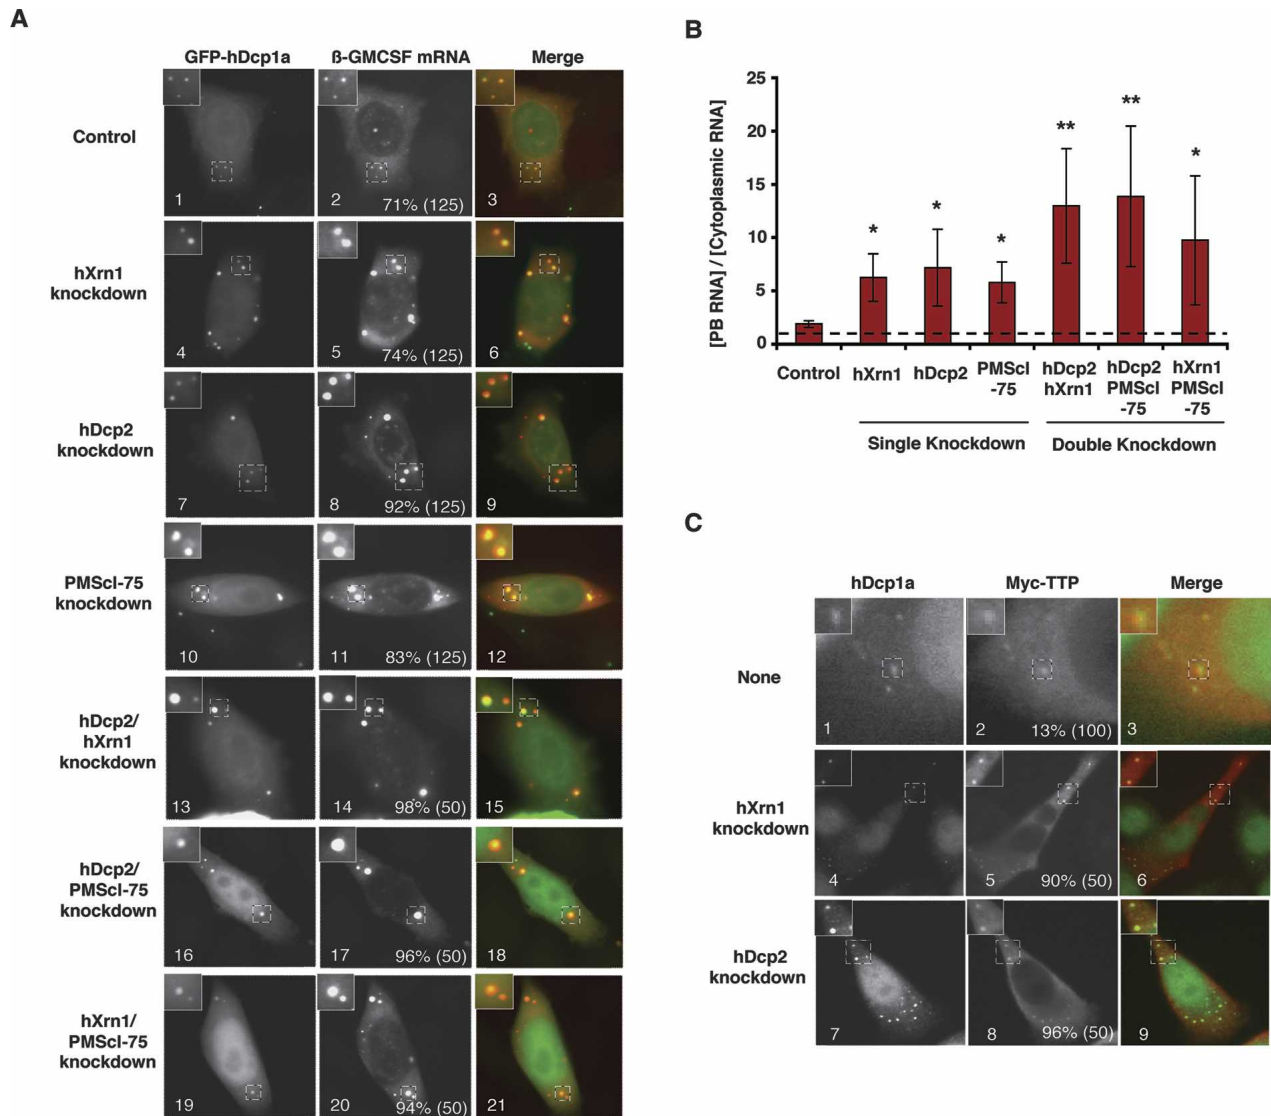 A
GFP-hDcp1a
ß-GMCSF mRNA
Merge
Control
1
2
71% (125)
3
hXrn1
knockdown
4
5
74% (125)
6
hDcp2
knockdown
7
8
92% (125)
9
PMScl-75
knockdown
10
11
83% (125)
12
hDcp2/
hXrn1
knockdown
13
14
98% (50)
15
hDcp2/
PMScl-75
knockdown
16
17
96% (50)
18
hXrn1/
PMScl-75
knockdown
19
20
94% (50)
21
B
[PB RNA] / [Cytoplasmic RNA]
25
20
15
10
5
0
*
*
*
**
**
*
Control
hXrn1
hDcp2
PMScl
-75
hDcp2
hXrn1
hDcp2
PMScl
-75
hXrn1
PMScl
-75
Single Knockdown
Double Knockdown
C
hDcp1a
Myc-TTP
Merge
None
1
2
13% (100)
3
hXrn1
knockdown
4
5
90% (50)
6
hDcp2
knockdown
7
8
96% (50)
9